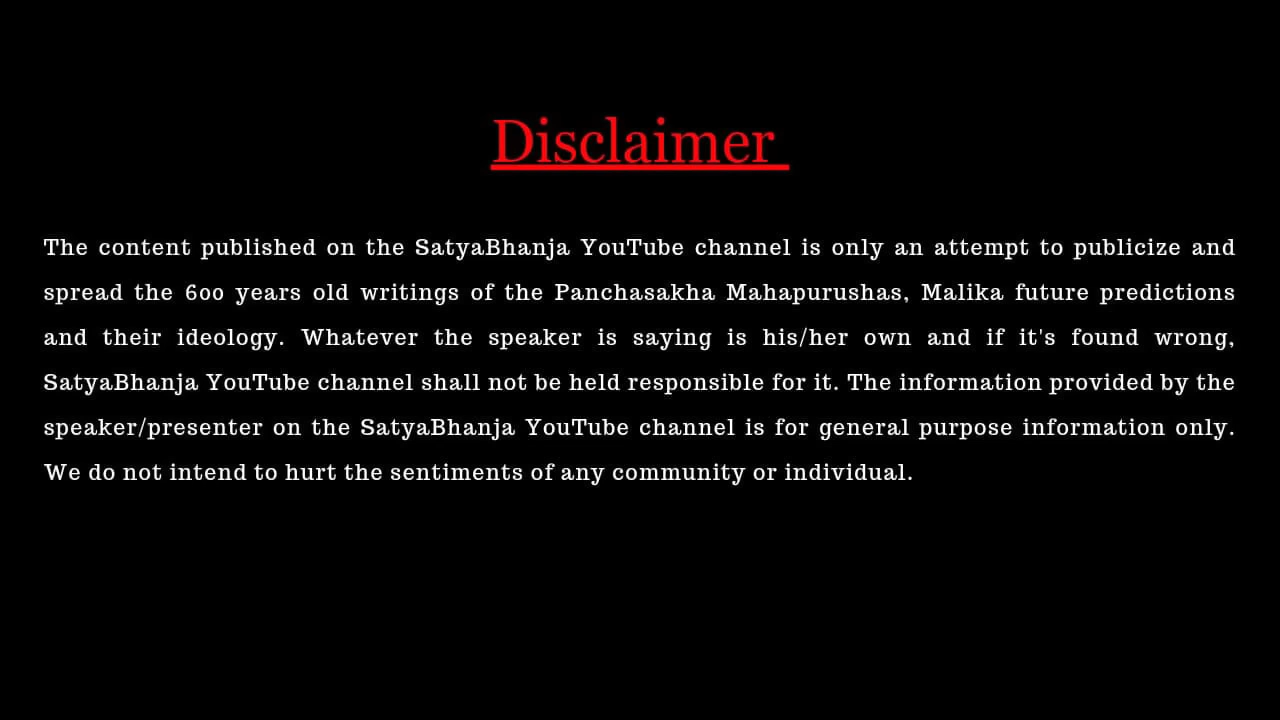 Disclaimer
The content published on the SatyaBhanja YouTube channel is only an attempt to publicize and
spread the 600 years old writings of the Panchasakha Mahapurushas, Malika future predictions
and their ideology. Whatever the speaker is saying is his/her own and if it's found wrong,
SatyaBhanja YouTube channel shall not be held responsible for it. The information provided by the
speaker/presenter on the SatyaBhanja YouTube channel is for general purpose information only.
We do not intend to hurt the sentiments of any community or individual.